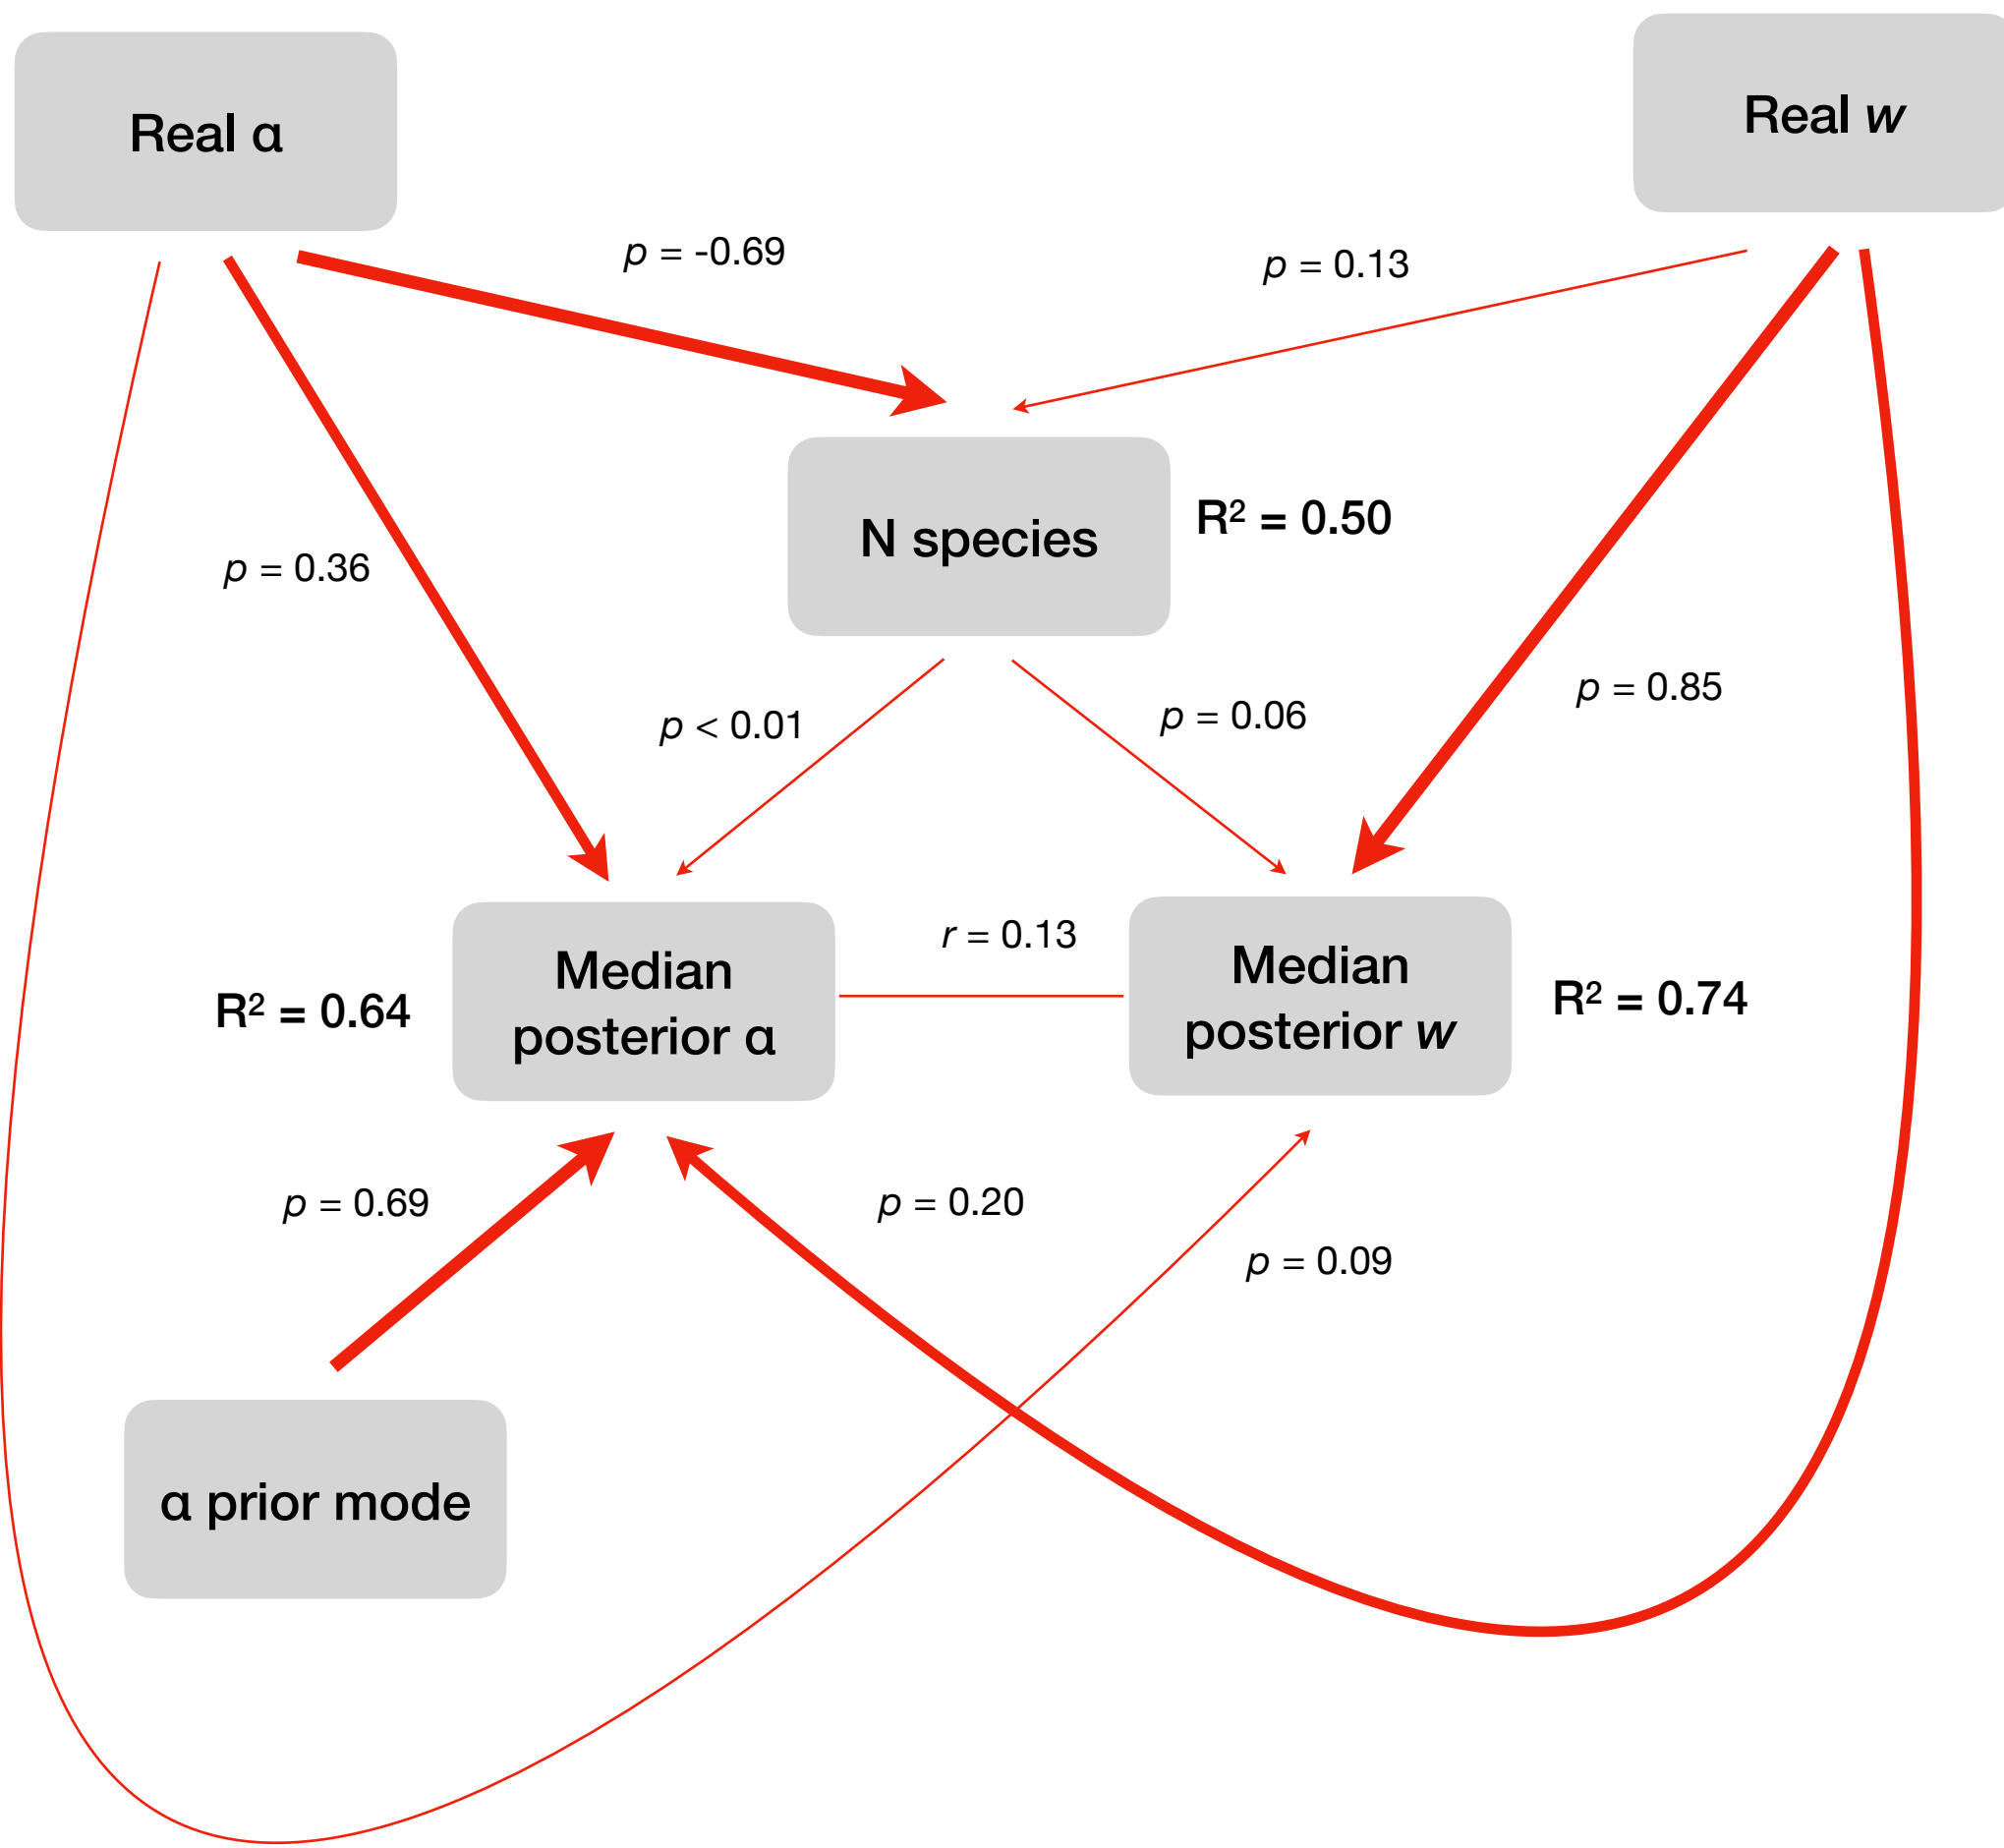 Real α
Real w
p = -0.69
p = 0.13
N species
R² = 0.50
p = 0.36
p = 0.85
p < 0.01
p = 0.06
r = 0.13
Median
posterior α
Median
posterior w
R² = 0.64
R² = 0.74
p = 0.69
p = 0.20
p = 0.09
α prior mode